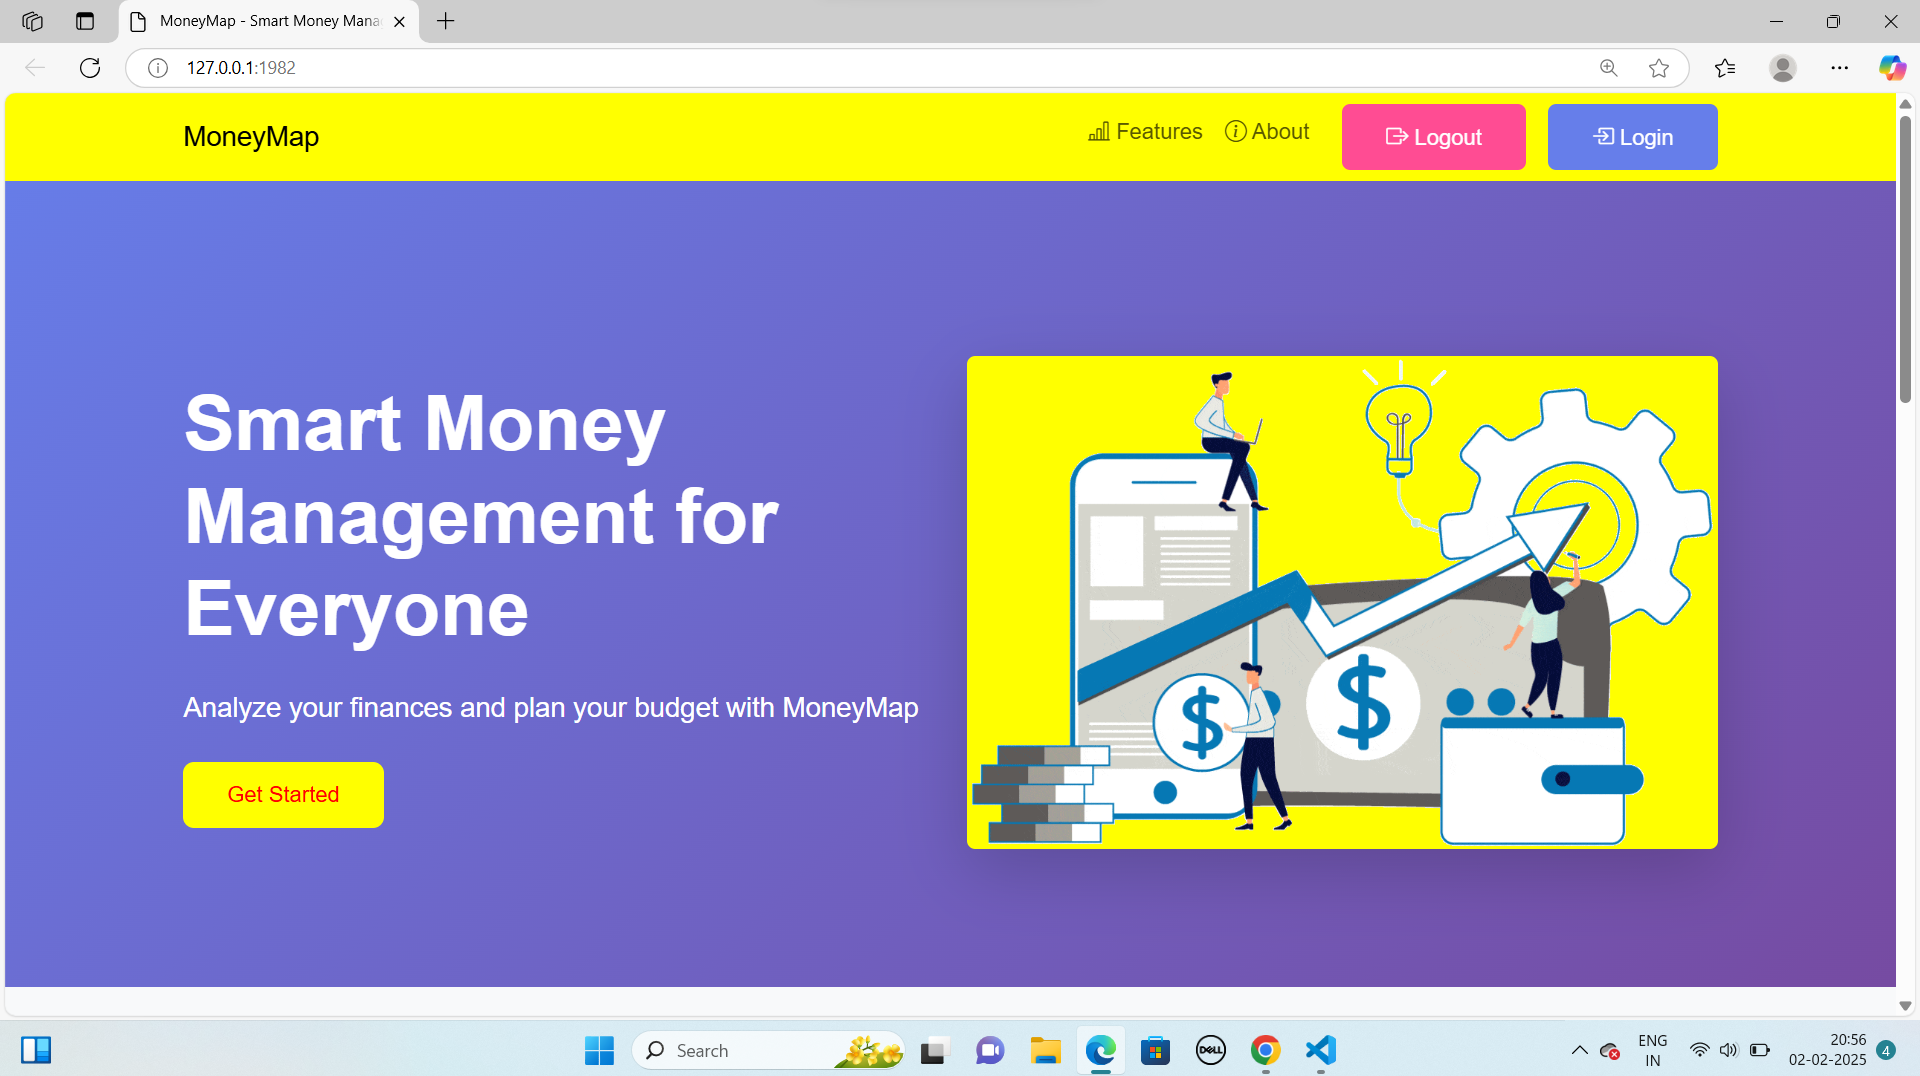 MoneyMap - Smart Money Mana
127.0.0.1:1982
MoneyMap
Features
About
Logout
Login
Smart Money
Management for
Everyone
Analyze your finances and plan your budget with MoneyMap
Get Started
$ $
Search
DELL
ENG
IN
20:56
02-02-2025
4